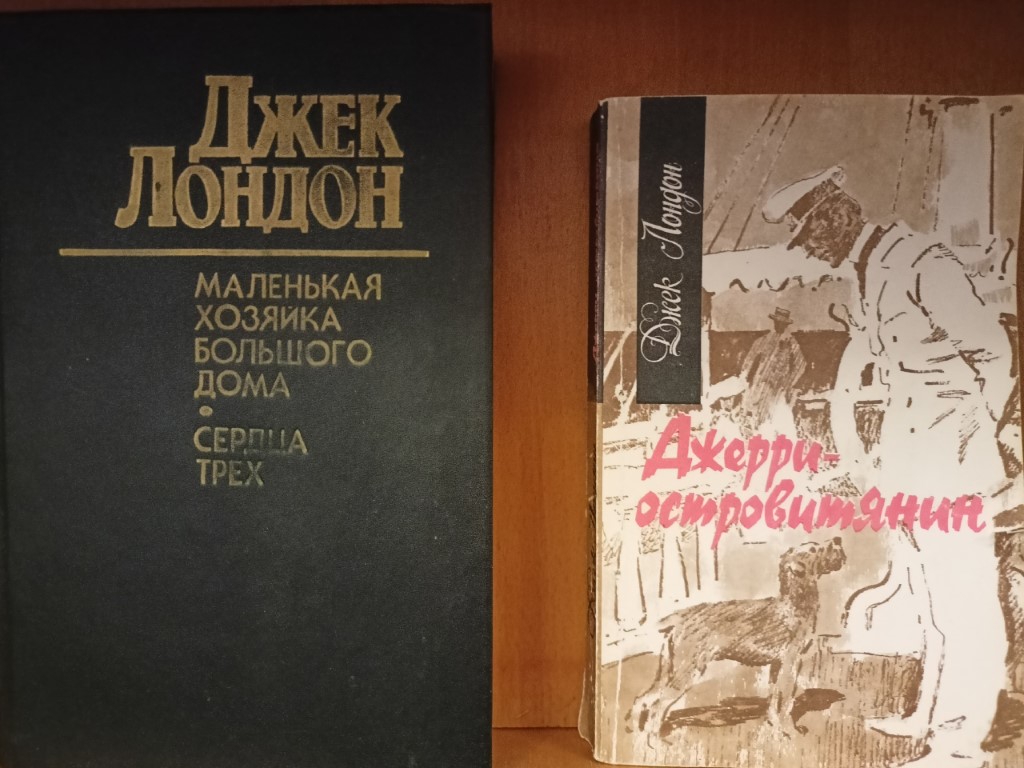 ДЖЕК
ЛОНДОН
МАЛЕНЬКАЯ
ХОЗЯЙКА
БОЛЬШОГО
ДОМА
•
СЕРДЦА
ТРЕХ
Джек Лондон
Джерри-
островитянин